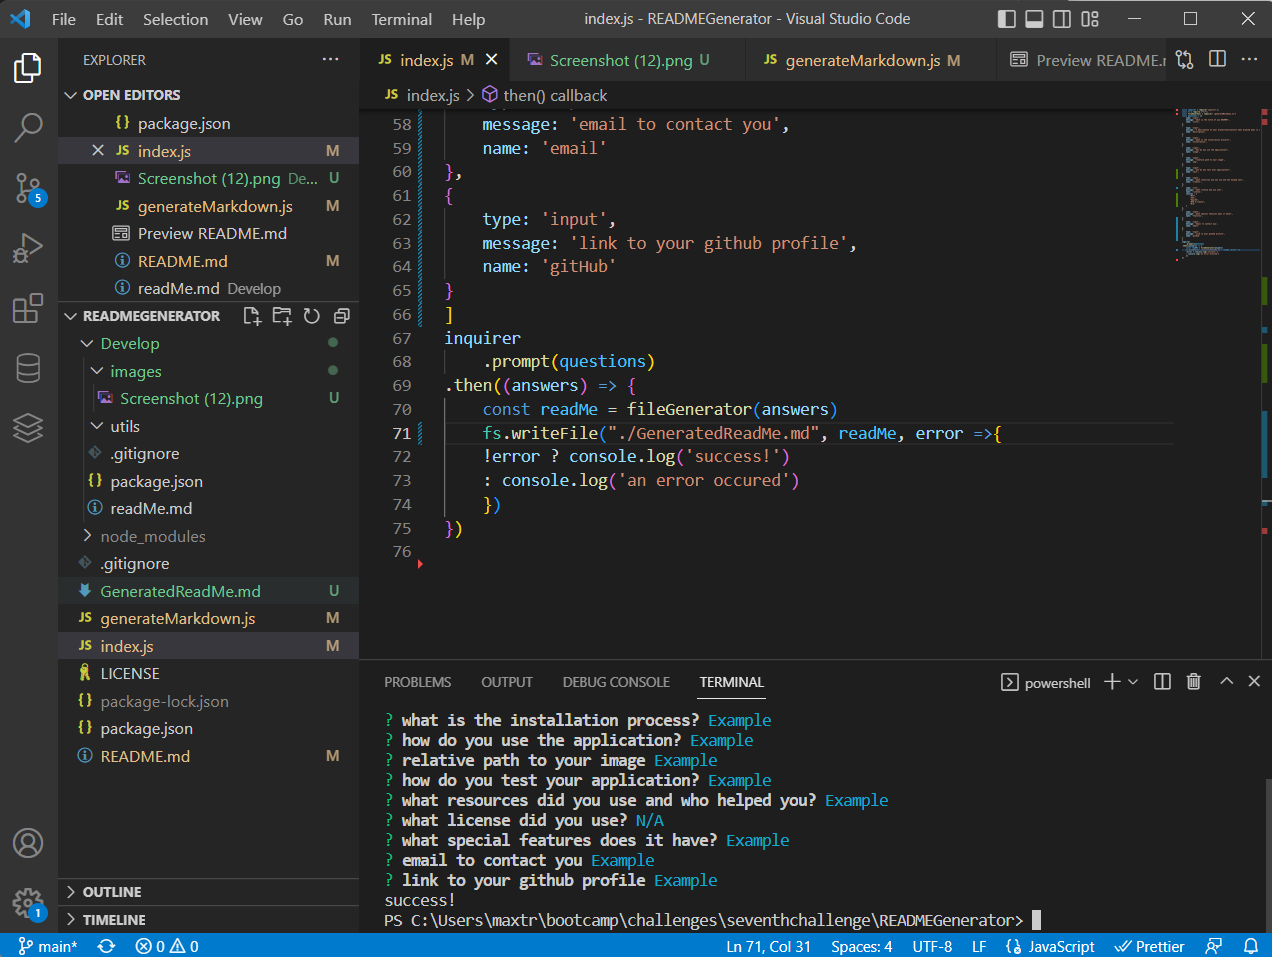 File Edit Selection View Go Run Terminal Help index.js - READMEGenerator - Visual Studio Code
EXPLORER
OPEN EDITORS
{} package.json
JS index.js M
Screenshot (12).png De... U
JS generateMarkdown.js M
Preview README.md
README.md M
readMe.md Develop
READMEGENERATOR
Develop
images
Screenshot (12).png U
utils
.gitignore
{} package.json
readMe.md
node_modules
.gitignore
GeneratedReadMe.md U
JS generateMarkdown.js M
JS index.js M
LICENSE
{} package-lock.json
{} package.json
README.md M
OUTLINE
TIMELINE
5
1
JS index.js M Screenshot (12).png U JS generateMarkdown.js M Preview README.r
JS index.js > then() callback
58 message: 'email to contact you',
59 name: 'email'
60 },
61 {
62 type: 'input',
63 message: 'link to your github profile',
64 name: 'gitHub'
65 }
66 ]
67 inquirer
68 .prompt(questions)
69 .then((answers) => {
70 const readMe = fileGenerator(answers)
71 fs.writeFile("./GeneratedReadMe.md", readMe, error =>{
72 !error ? console.log('success!')
73 : console.log('an error occured')
74 })
75 })
76
PROBLEMS OUTPUT DEBUG CONSOLE TERMINAL powershell
? what is the installation process? Example
? how do you use the application? Example
? relative path to your image Example
? how do you test your application? Example
? what resources did you use and who helped you? Example
? what license did you use? N/A
? what special features does it have? Example
? email to contact you Example
? link to your github profile Example
success!
PS C:\Users\maxtr\bootcamp\challenges\seventhchallenge\READMEGenerator>
main* 0 0 Ln 71, Col 31 Spaces: 4 UTF-8 LF {} JavaScript Prettier